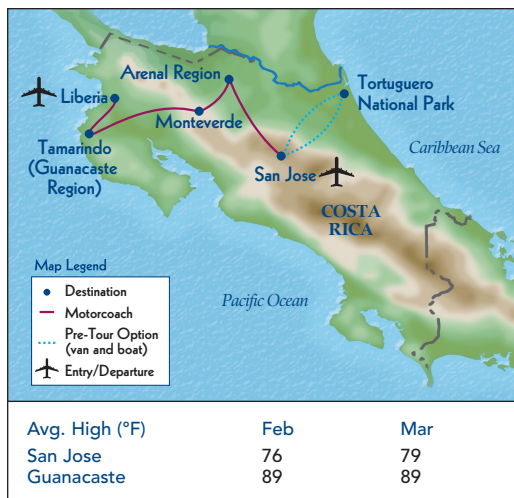 Arenal Region
Liberia
Tortuguero
National Park
Monteverde
Tamarindo
(Guanacaste
Region)
San Jose
Caribbean Sea
COSTA
RICA
Pacific Ocean
Map Legend
Destination
Motorcoach
Pre-Tour Option
(van and boat)
Entry/Departure
Avg. High (°F) Feb Mar
San Jose 76 79
Guanacaste 89 89